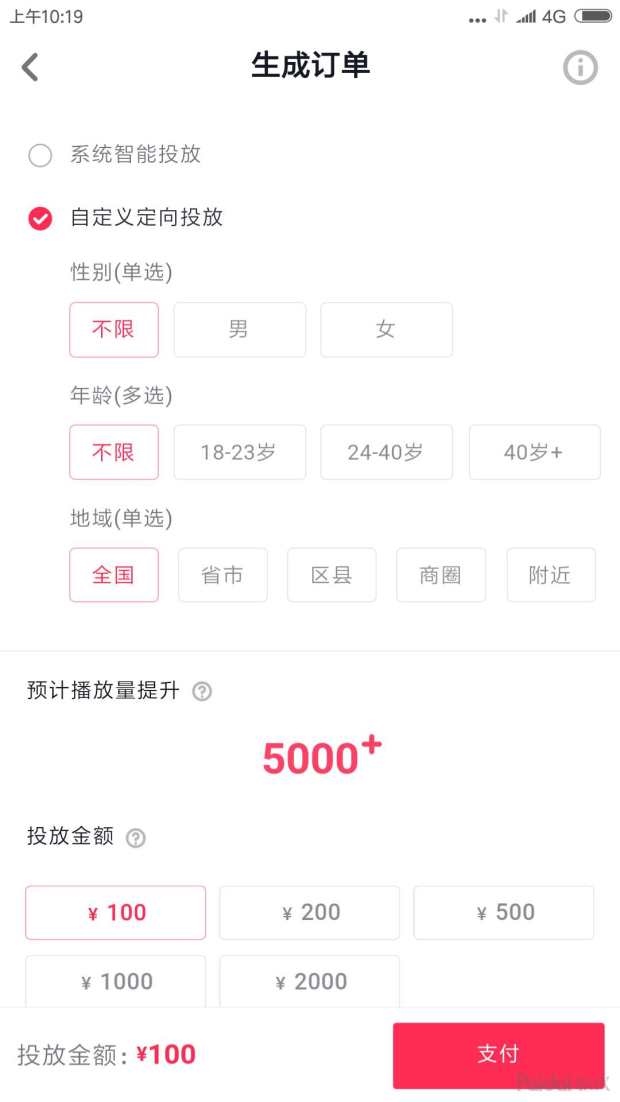 上午10:19
4G
生成订单
系统智能投放
自定义定向投放
性别(单选)
不限 男 女
年龄(多选)
不限 18-23岁 24-40岁 40岁+
地域(单选)
全国 省市 区县 商圈 附近
预计播放量提升 ?
5000+
投放金额 ?
¥ 100 ¥ 200 ¥ 500
¥ 1000 ¥ 2000
投放金额: ¥100 支付